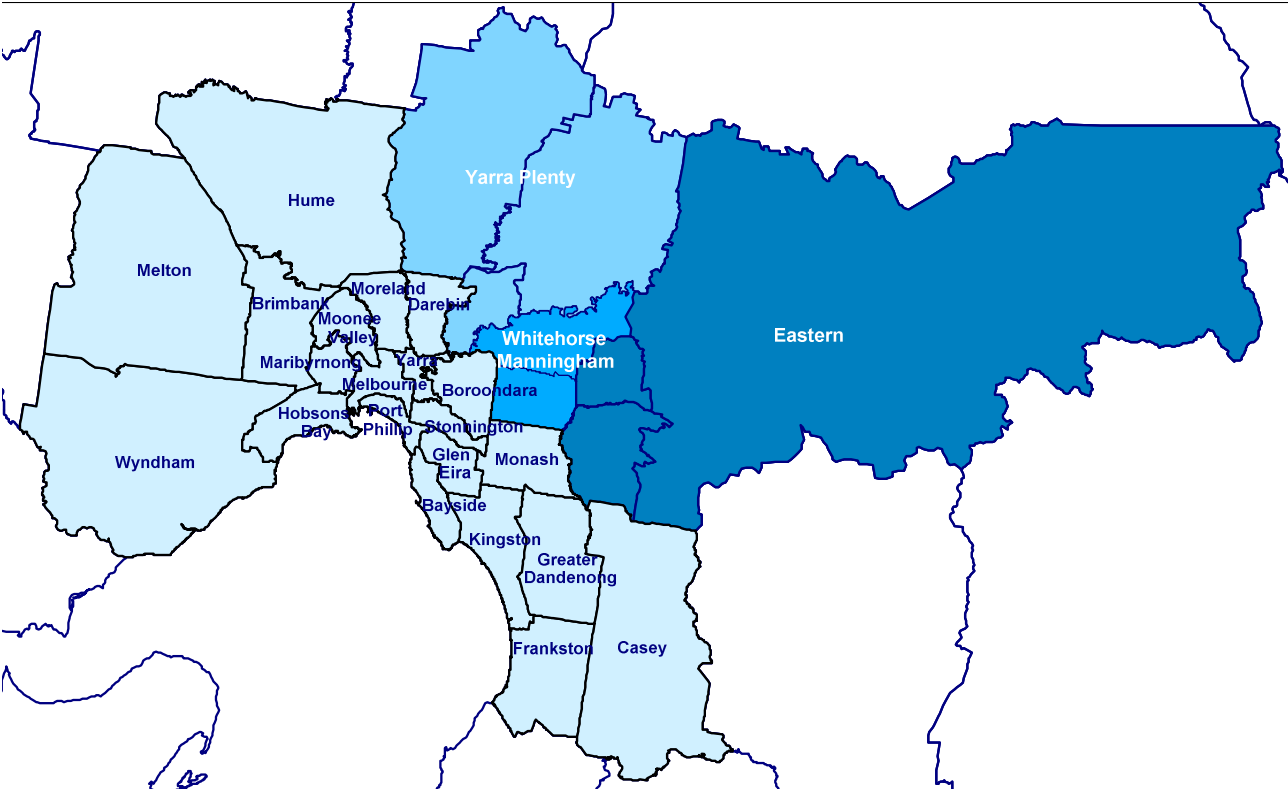 Yarra Plenty
Hume
Melton
Moreland
Brimbank
Darebin
Moonee
Valley
Eastern
Whitehorse
Manningham
Maribyrnong
Yarra
Melbourne
Boroondara
Hobsons
Bay
Port
Phillip
Stonnington
Wyndham
Glen
Eira
Monash
Bayside
Kingston
Greater
Dandenong
Frankston
Casey